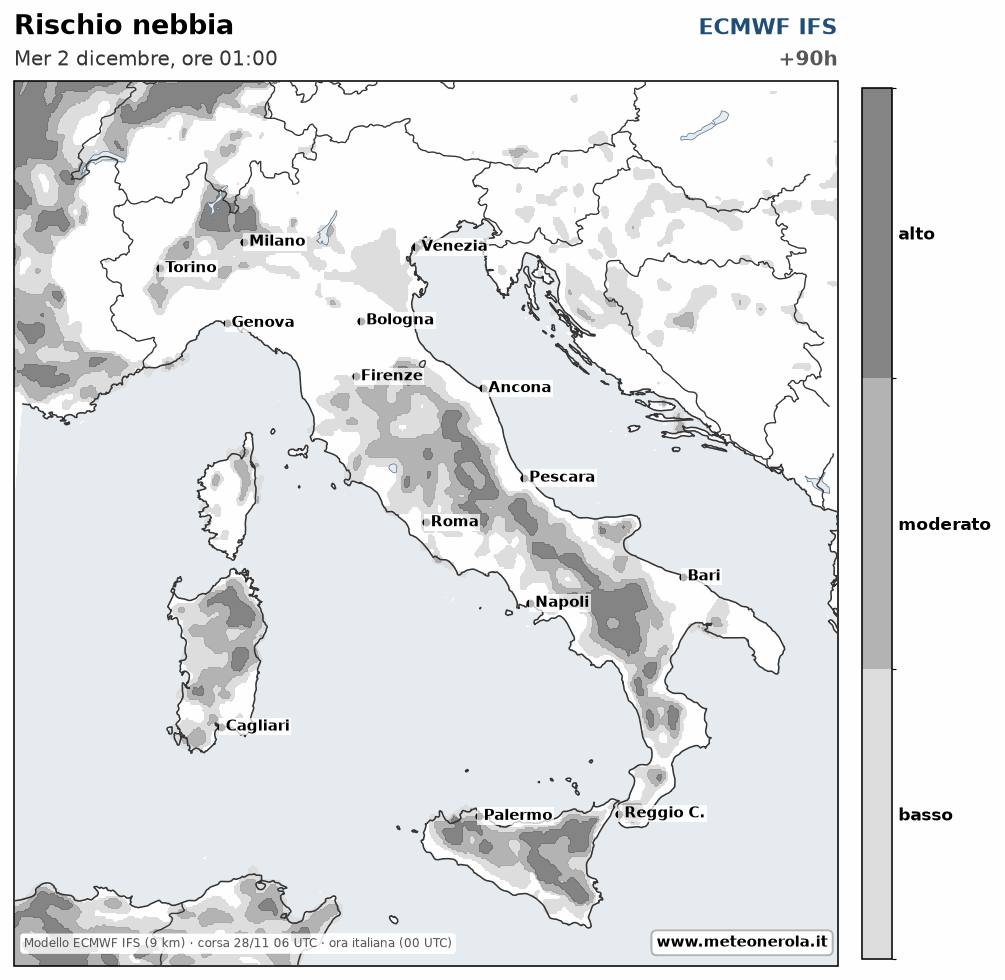 Rischio nebbia
ECMWF IFS
Mer 2 dicembre, ore 01:00
+90h
alto
Milano
Venezia
Torino
Bologna
Genova
Firenze
Ancona
Pescara
Roma
moderato
Bari
Napoli
Cagliari
Palermo
Reggio C.
basso
Modello ECMWF IFS (9 km) · corsa 28/11 06 UTC · ora italiana (00 UTC)
www.meteonerola.it